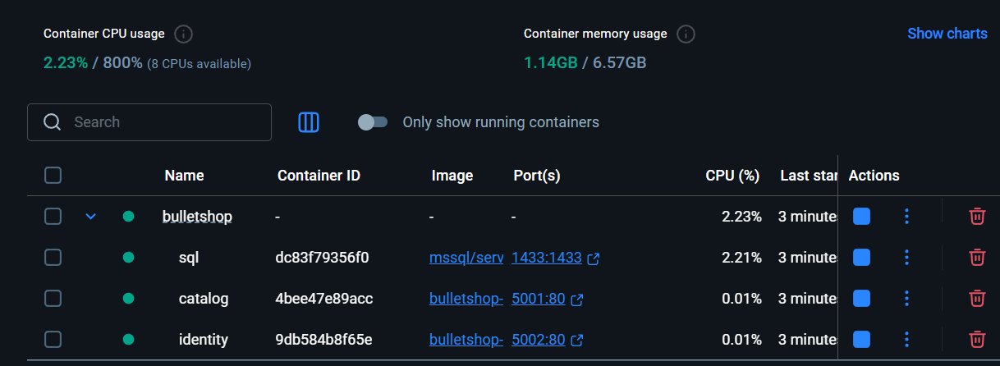 Container CPU usage
Container memory usage
Show charts
2.23% / 800% (8 CPUs available)
1.14GB / 6.57GB
Search
Only show running containers
Name Container ID Image Port(s) CPU (%) Last star Actions
bulletshop - - - 2.23% 3 minute
sql dc83f79356f0 mssql/serv 1433:1433 2.21% 3 minute
catalog 4bee47e89acc bulletshop- 5001:80 0.01% 3 minute
identity 9db584b8f65e bulletshop- 5002:80 0.01% 3 minute